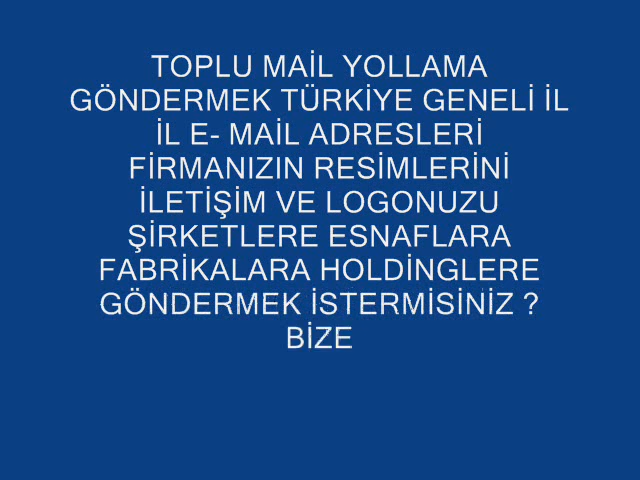 TOPLU MAİL YOLLAMA
GÖNDERMEK TÜRKİYE GENELİ İL
İL E- MAİL ADRESLERİ
FİRMANIZIN RESİMLERİNİ
İLETİŞİM VE LOGONUZU
ŞİRKETLERE ESNAFLARA
FABRİKALARA HOLDİNGLERE
GÖNDERMEK İSTERMİSİNİZ ?
BİZE